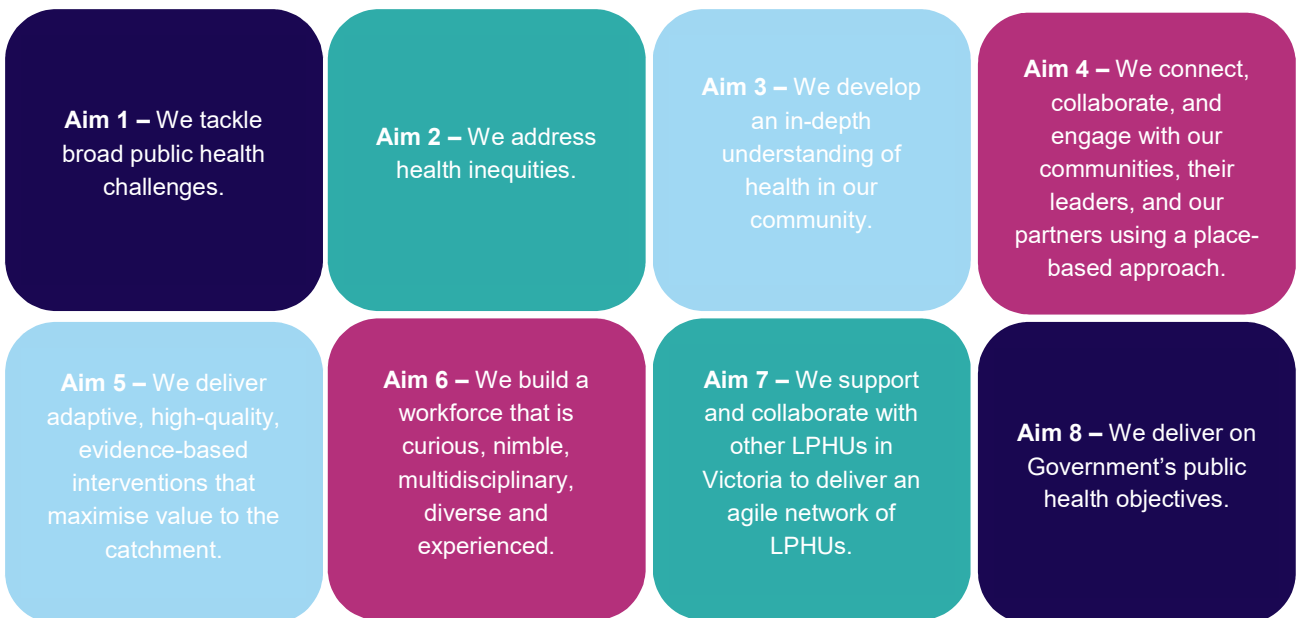 Aim 1 – We tackle
broad public health
challenges.
Aim 2 – We address
health inequities.
Aim 3 – We develop
an in-depth
understanding of
health in our
community.
Aim 4 – We connect,
collaborate, and
engage with our
communities, their
leaders, and our
partners using a place-
based approach.
Aim 5 – We deliver
adaptive, high-quality,
evidence-based
interventions that
maximise value to the
catchment.
Aim 6 – We build a
workforce that is
curious, nimble,
multidisciplinary,
diverse and
experienced.
Aim 7 – We support
and collaborate with
other LPHUs in
Victoria to deliver an
agile network of
LPHUs.
Aim 8 – We deliver on
Government’s public
health objectives.